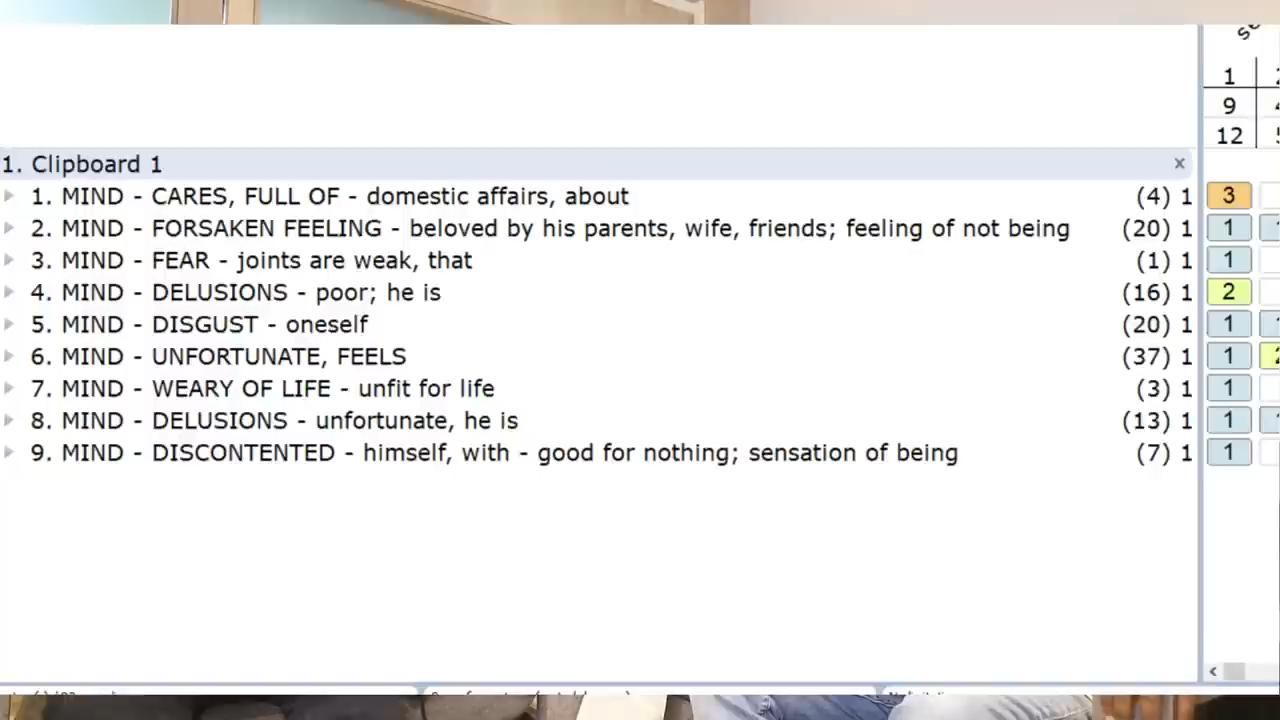 1
9
12
1. Clipboard 1 ×
1. MIND - CARES, FULL OF - domestic affairs, about (4) 1 3
2. MIND - FORSAKEN FEELING - beloved by his parents, wife, friends; feeling of not being (20) 1 1
3. MIND - FEAR - joints are weak, that (1) 1 1
4. MIND - DELUSIONS - poor; he is (16) 1 2
5. MIND - DISGUST - oneself (20) 1 1
6. MIND - UNFORTUNATE, FEELS (37) 1 1
7. MIND - WEARY OF LIFE - unfit for life (3) 1 1
8. MIND - DELUSIONS - unfortunate, he is (13) 1 1
9. MIND - DISCONTENTED - himself, with - good for nothing; sensation of being (7) 1 1